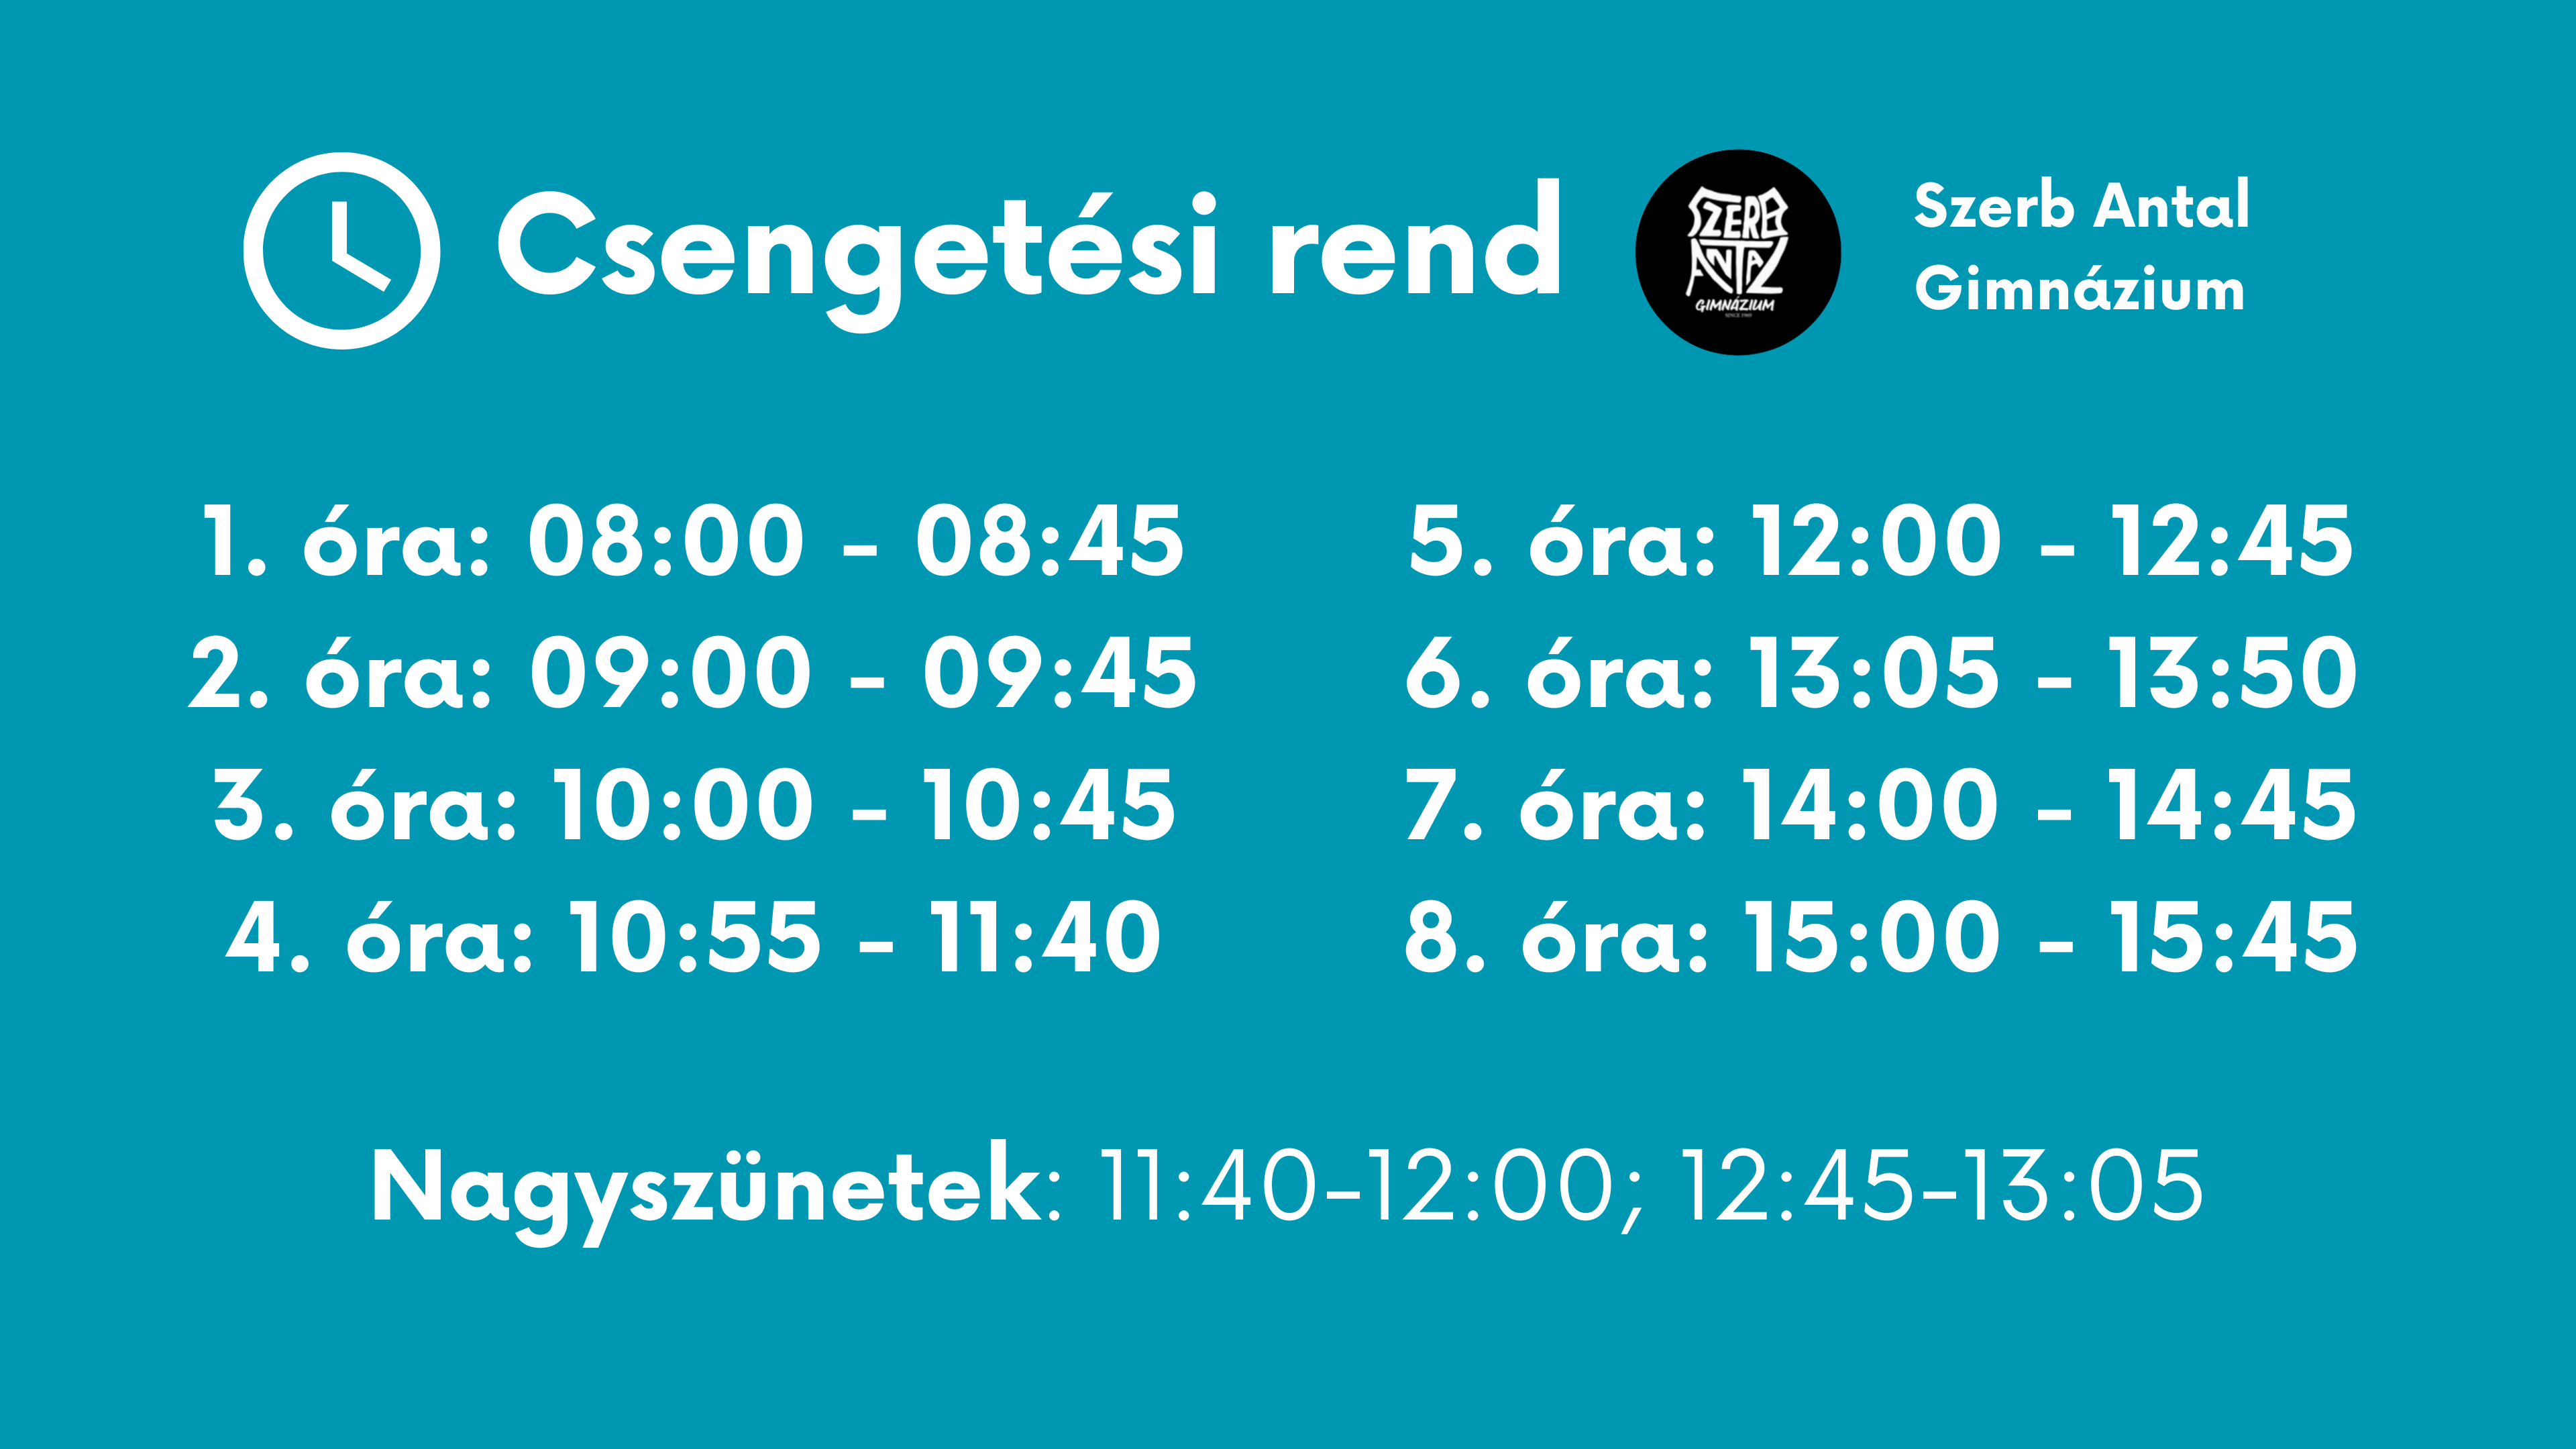 Csengetési rend
SZERB
ANTAL
GIMNÁZIUM
SINCE 1969
Szerb Antal
Gimnázium
1. óra: 08:00 - 08:45
2. óra: 09:00 - 09:45
3. óra: 10:00 - 10:45
4. óra: 10:55 - 11:40
5. óra: 12:00 - 12:45
6. óra: 13:05 - 13:50
7. óra: 14:00 - 14:45
8. óra: 15:00 - 15:45
Nagyszünetek: 11:40-12:00; 12:45-13:05